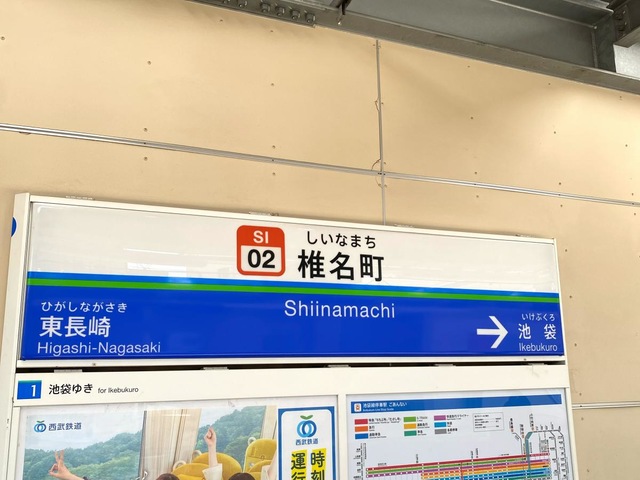 SI
02
しいなまち
椎名町
Shiinamachi
ひがしながさき
東長崎
Higashi-Nagasaki
いけぶくろ
池袋
Ikebukuro
1 池袋ゆき for Ikebukuro
西武鉄道
西武鉄道
時刻
運行